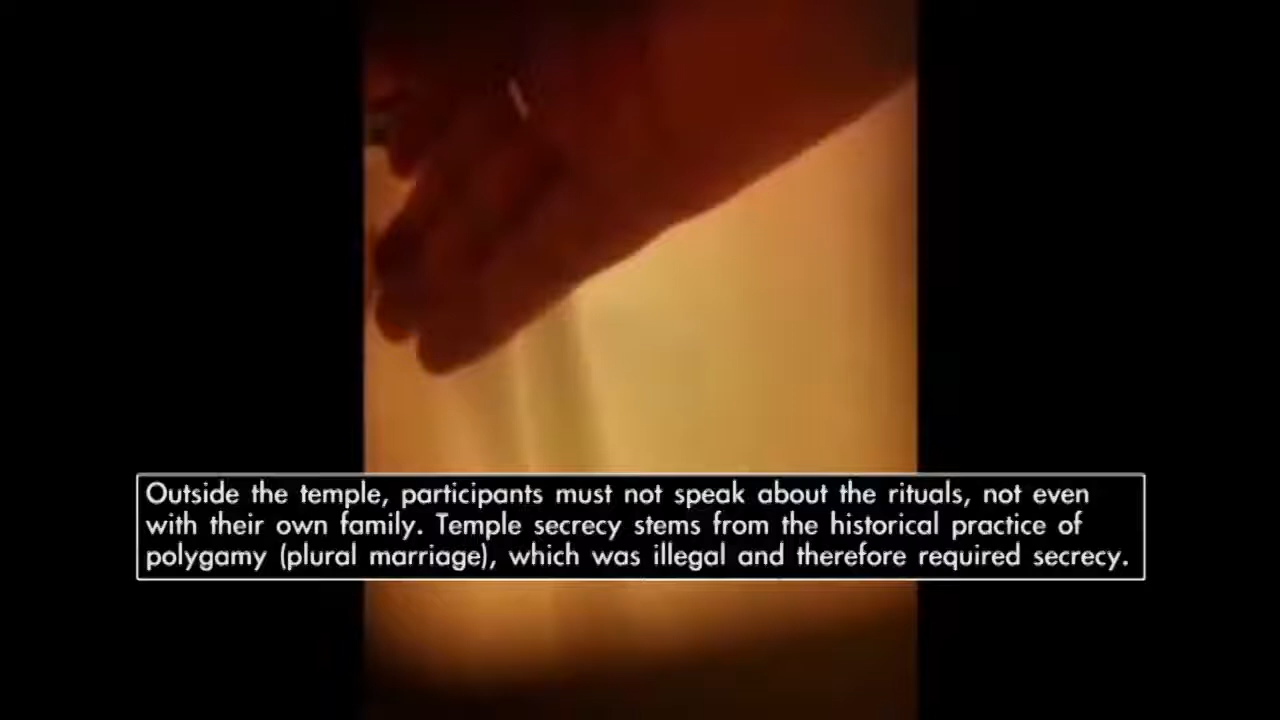 Outside the temple, participants must not speak about the rituals, not even
with their own family. Temple secrecy stems from the historical practice of
polygamy (plural marriage), which was illegal and therefore required secrecy.